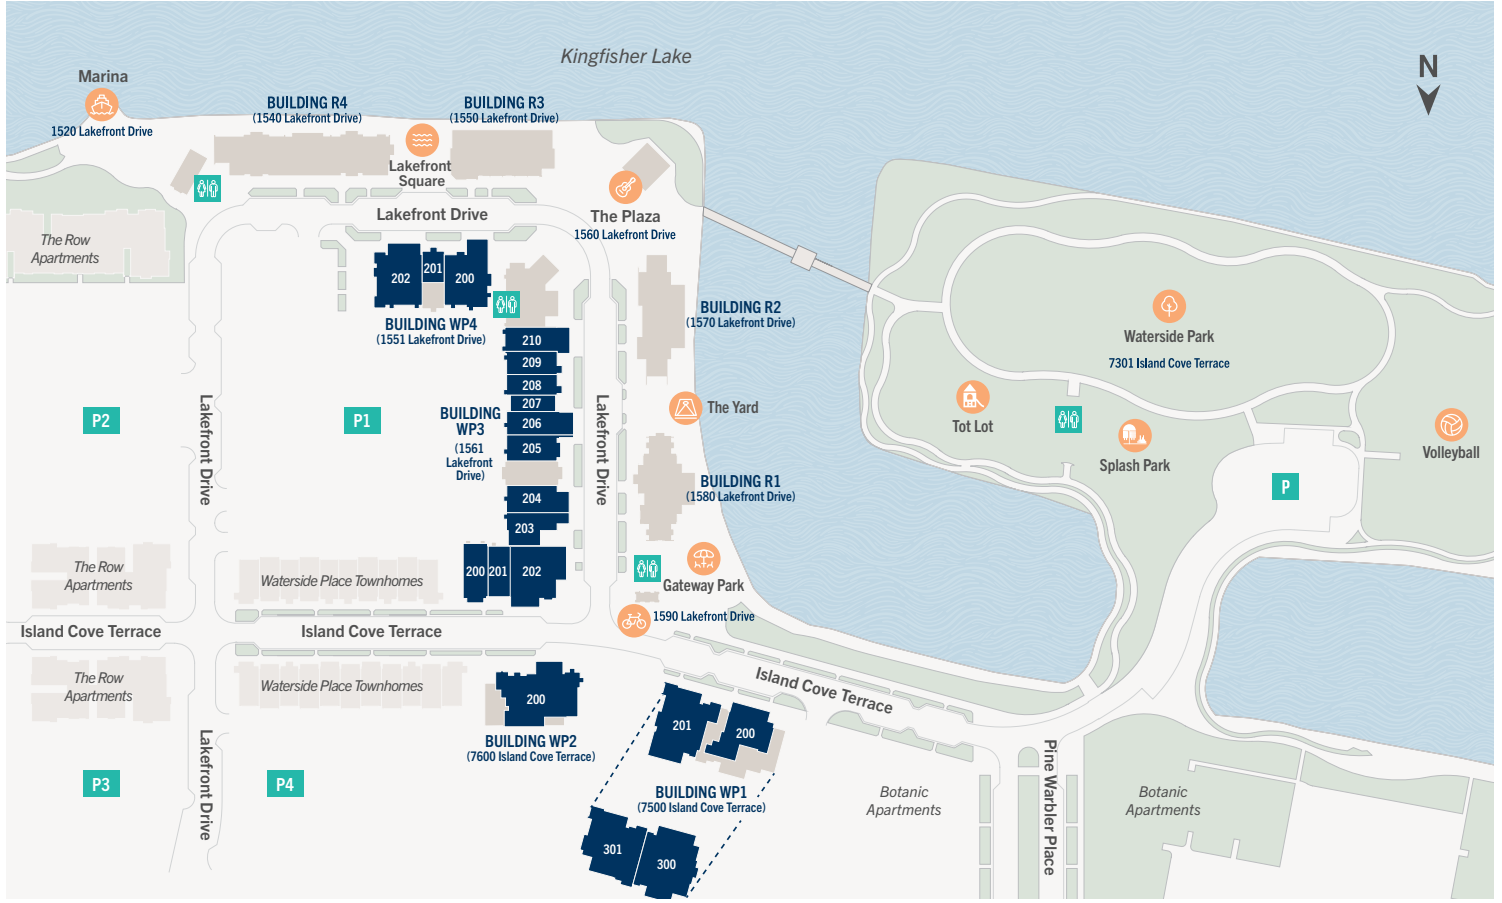 Kingfisher Lake
N
Marina
1520 Lakefront Drive
BUILDING R4
(1540 Lakefront Drive)
BUILDING R3
(1550 Lakefront Drive)
Lakefront
Square
The Plaza
1560 Lakefront Drive
Lakefront Drive
The Row
Apartments
202
201
200
BUILDING WP4
(1551 Lakefront Drive)
BUILDING R2
(1570 Lakefront Drive)
Waterside Park
7301 Island Cove Terrace
210
209
208
207
206
205
204
203
200
201
202
BUILDING
WP3
(1561
Lakefront
Drive)
P2
P1
Lakefront Drive
Lakefront Drive
The Yard
Tot Lot
Splash Park
Volleyball
P
BUILDING R1
(1580 Lakefront Drive)
Gateway Park
1590 Lakefront Drive
The Row
Apartments
Waterside Place Townhomes
Island Cove Terrace
Island Cove Terrace
Island Cove Terrace
The Row
Apartments
Waterside Place Townhomes
200
BUILDING WP2
(7600 Island Cove Terrace)
201
200
BUILDING WP1
(7500 Island Cove Terrace)
301
300
P3
P4
Lakefront Drive
Botanic
Apartments
Pine Warbler Place
Botanic
Apartments